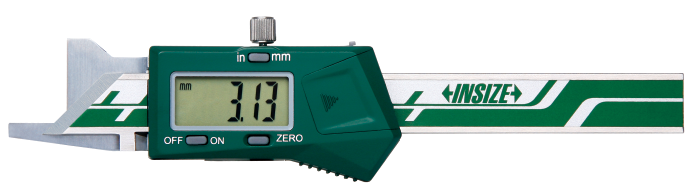 in mm
mm 3.13
INSIZE
OFF ON ZERO